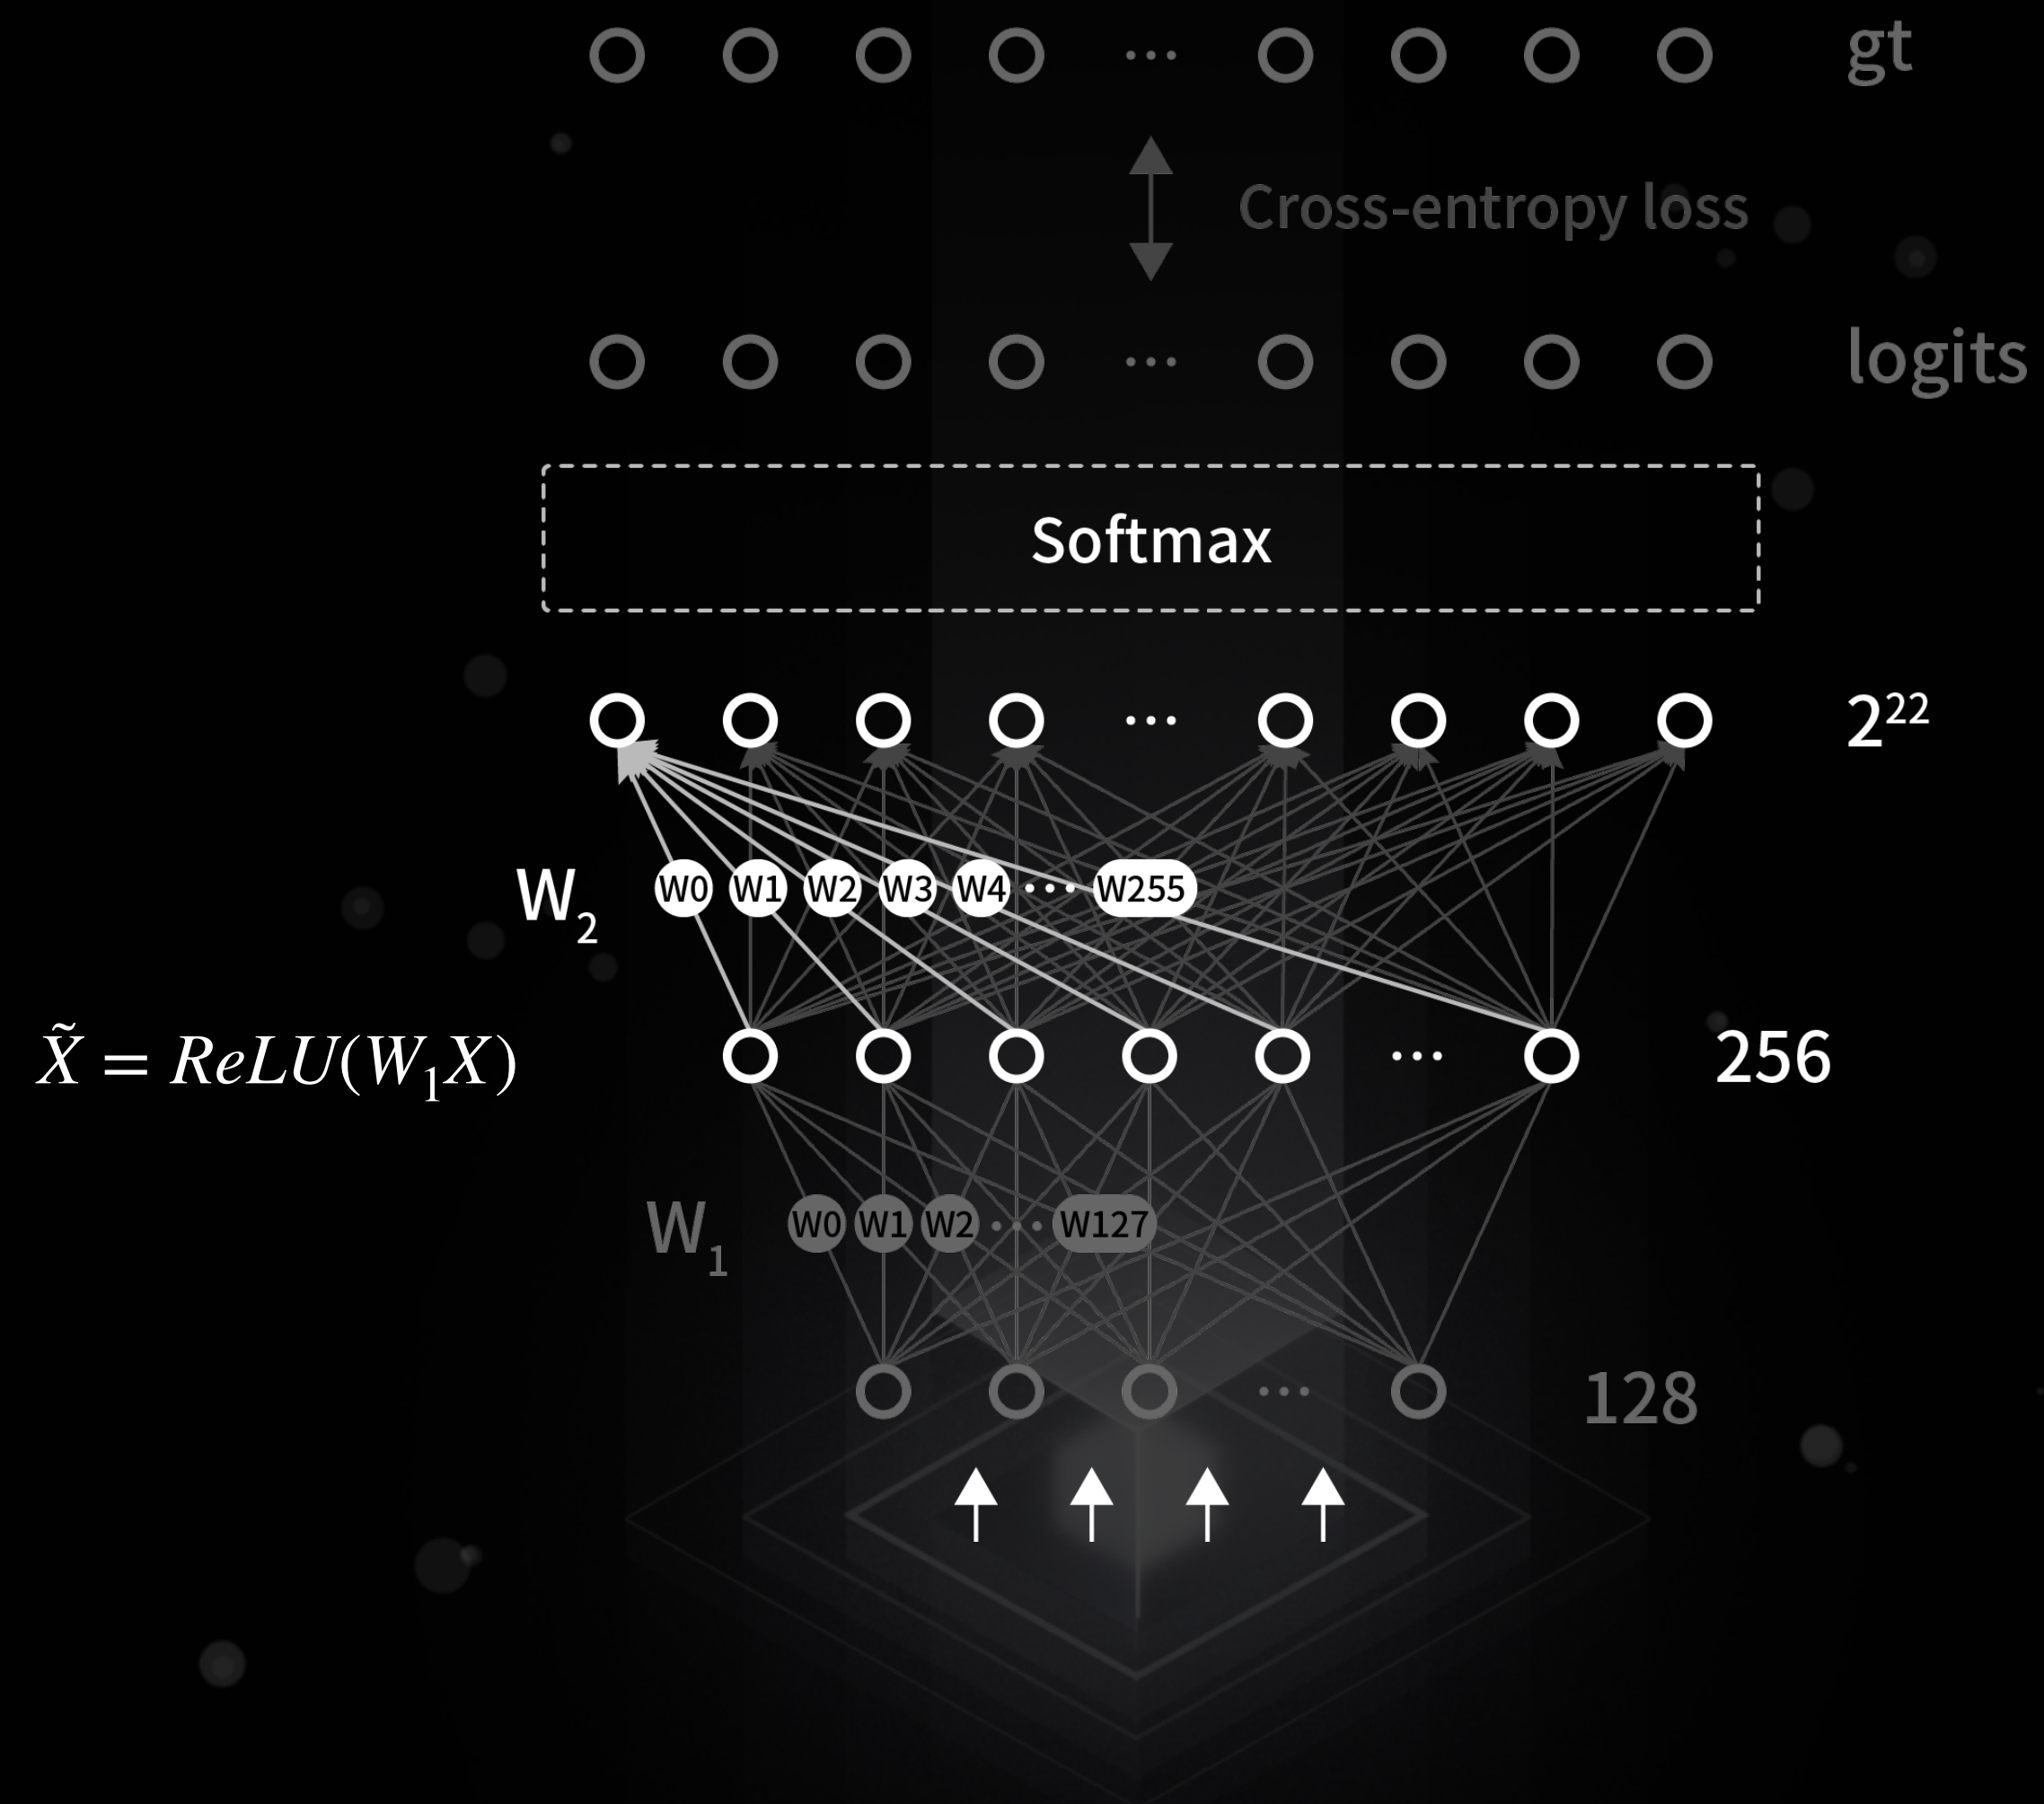 gt
Cross-entropy loss
logits
Softmax
2²²
W₂ W0 W1 W2 W3 W4 ... W255
X̃ = ReLU(W₁X) ... 256
W₁ W0 W1 W2 ... W127
... 128